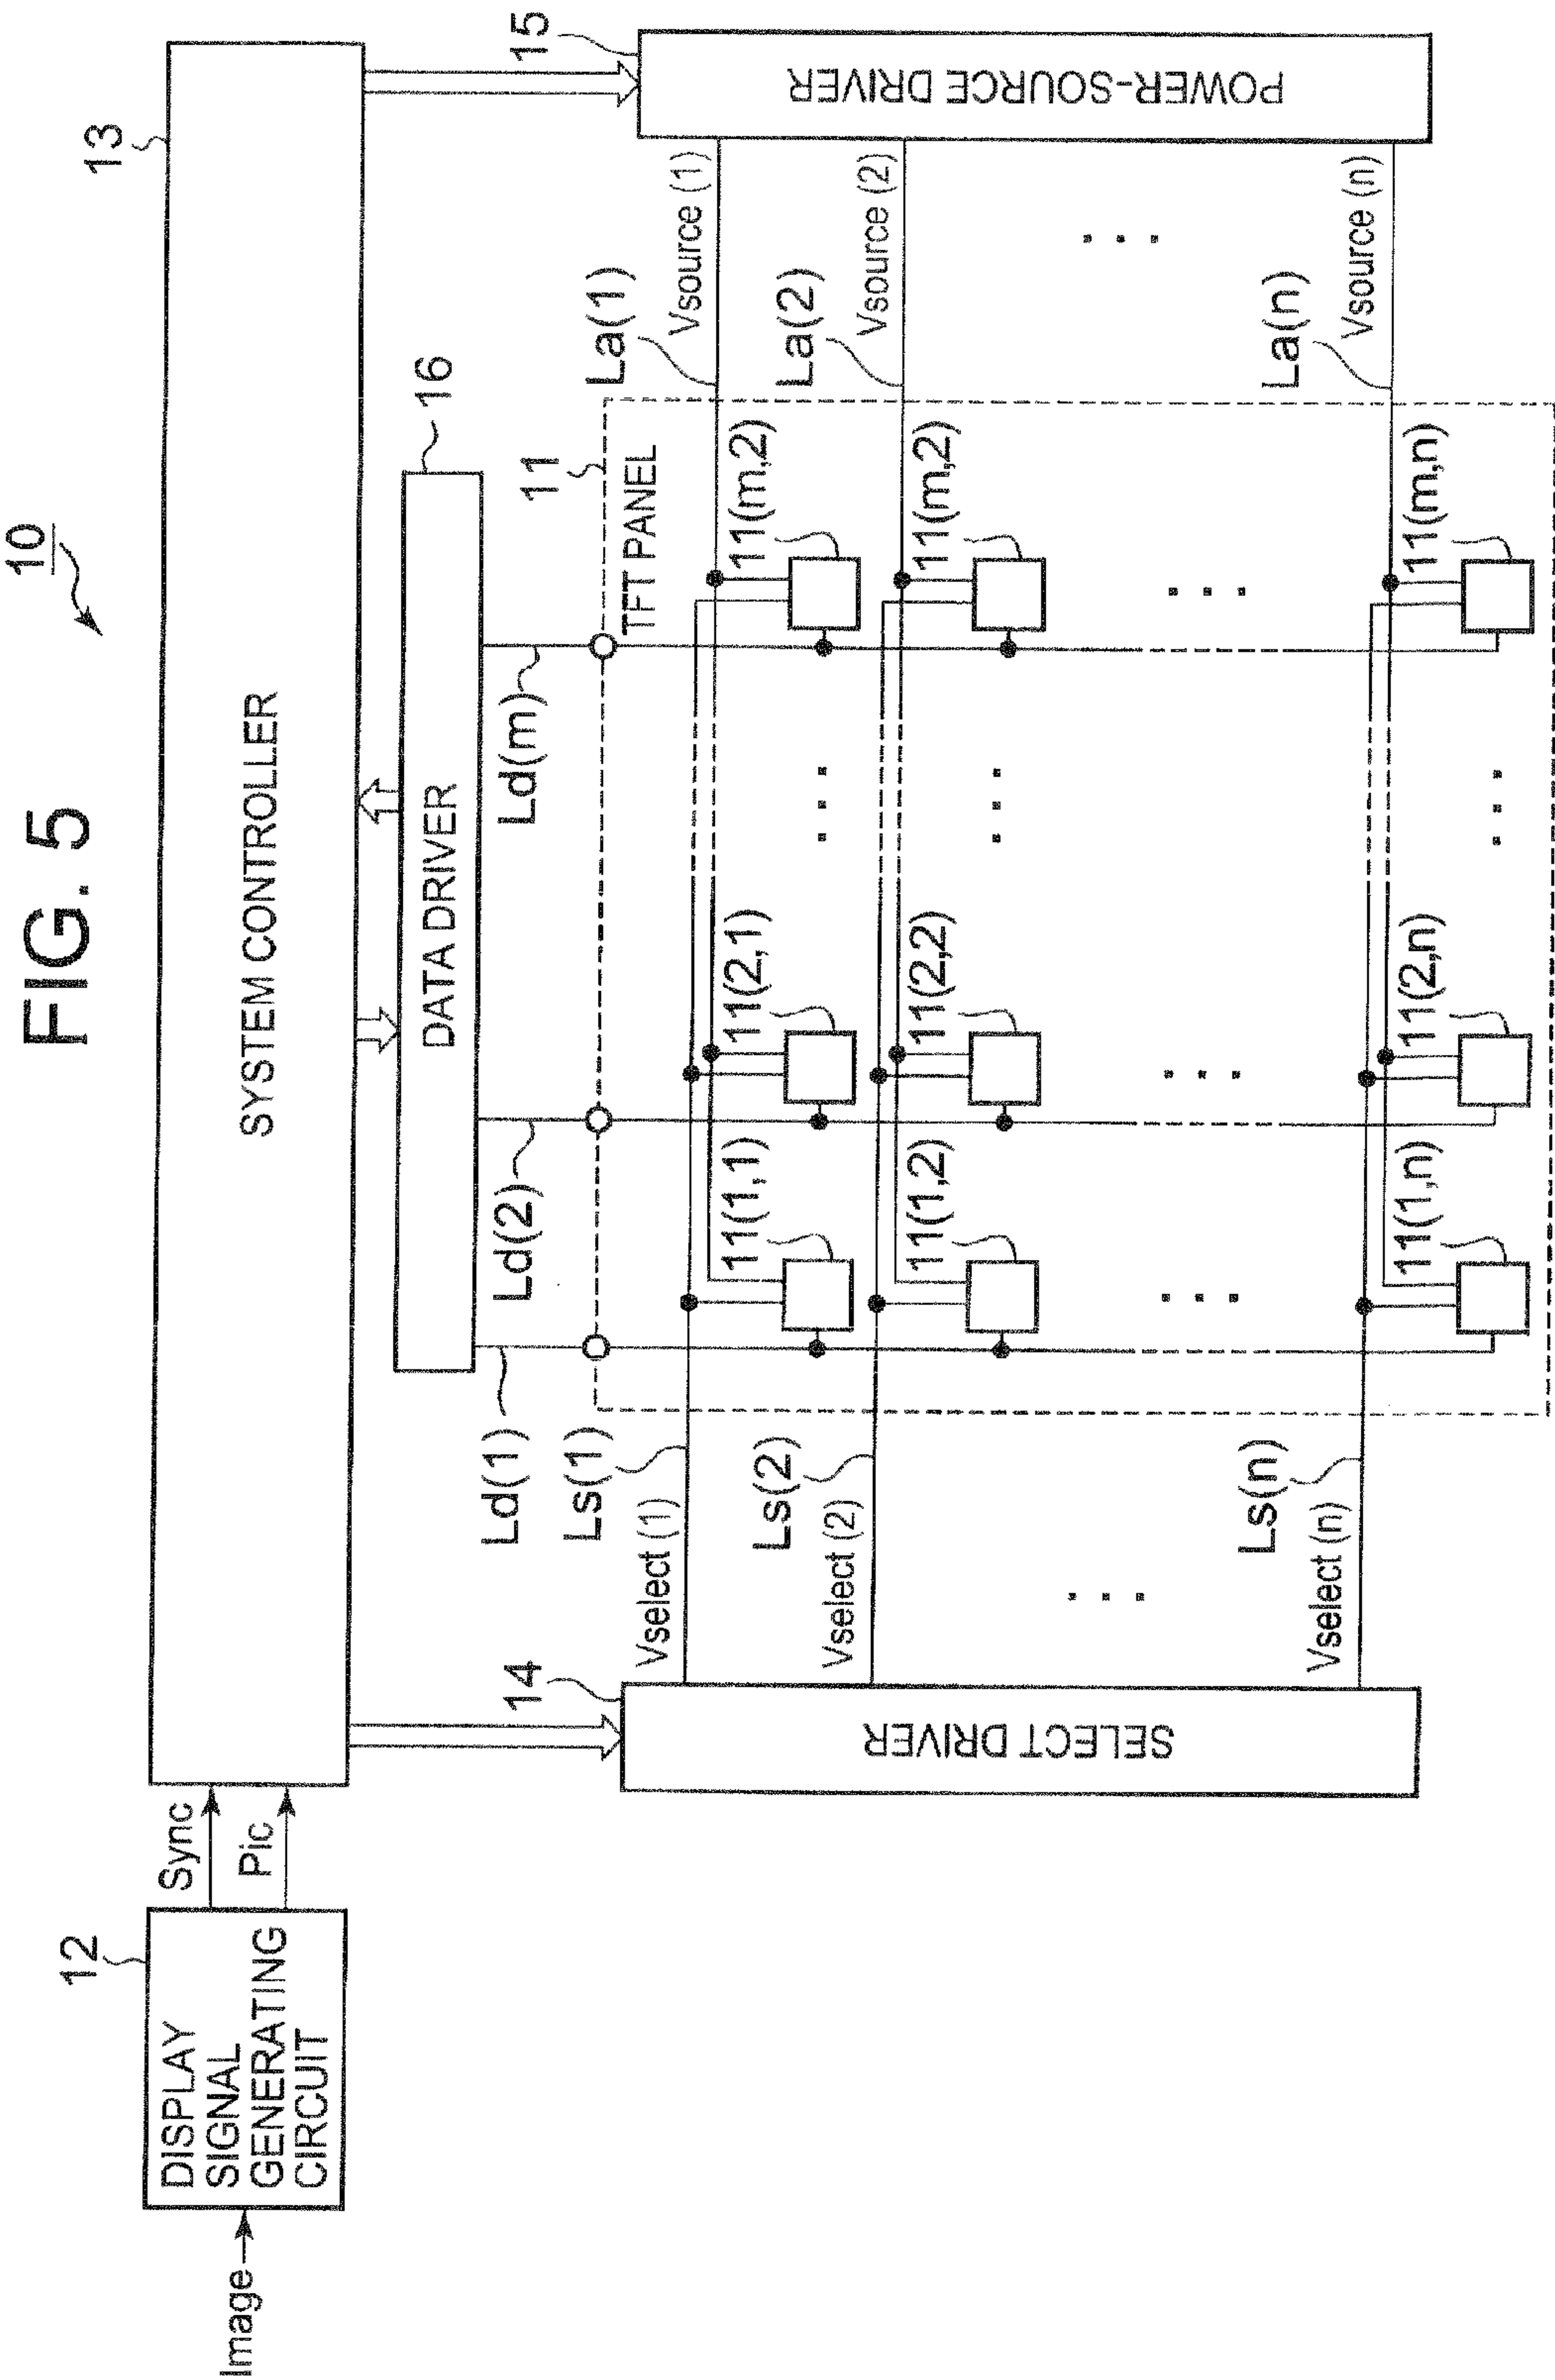 FIG. 5
10
Image
DISPLAY
SIGNAL
GENERATING
CIRCUIT
12
Sync
Pic
SYSTEM CONTROLLER
13
DATA DRIVER
16
SELECT DRIVER
14
POWER-SOURCE DRIVER
15
Ld(1)
Ld(2)
Ld(m)
11
TFT PANEL
Ls(1)
Vselect (1)
11(1,1)
11(2,1)
11(m,2)
La(1)
Vsource (1)
Ls(2)
Vselect (2)
11(1,2)
11(2,2)
11(m,2)
La(2)
Vsource (2)
Ls(n)
Vselect (n)
11(1,n)
11(2,n)
11(m,n)
La(n)
Vsource (n)